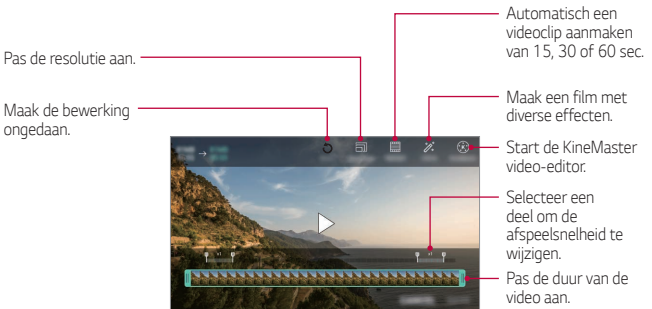 Pas de resolutie aan.
Maak de bewerking
ongedaan.
Automatisch een
videoclip aanmaken
van 15, 30 of 60 sec.
Maak een film met
diverse effecten.
Start de KineMaster
video-editor.
Selecteer een
deel om de
afspeelsnelheid te
wijzigen.
Pas de duur van de
video aan.
x1
x1